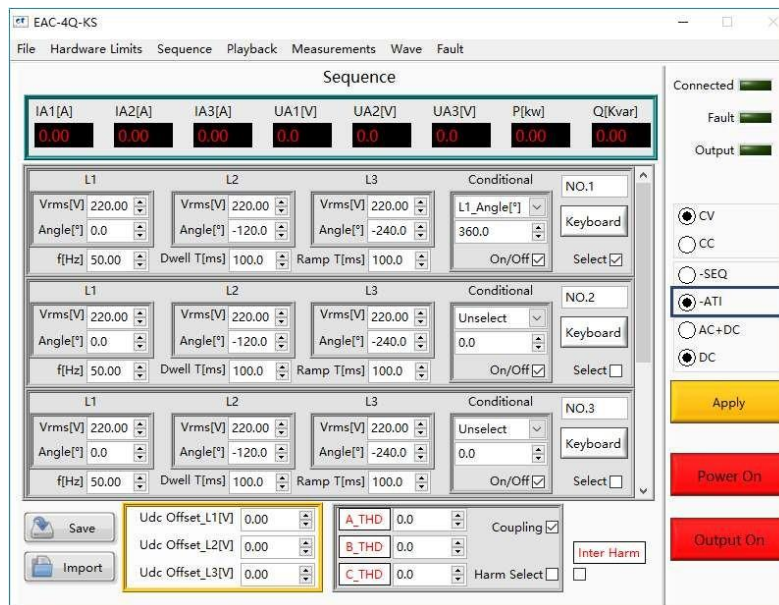 EAC-4Q-KS
File Hardware Limits Sequence Playback Measurements Wave Fault
Sequence
IA1[A] IA2[A] IA3[A] UA1[V] UA2[V] UA3[V] P[kw] Q[Kvar]
0.00 0.00 0.00 0.0 0.0 0.0 0.00 0.00
Connected
Fault
Output
L1 L2 L3 Conditional NO.1
Vrms[V] 220.00 Vrms[V] 220.00 Vrms[V] 220.00 L1_Angle[°] Keyboard
Angle[°] 0.0 Angle[°] -120.0 Angle[°] -240.0 360.0
f[Hz] 50.00 Dwell T[ms] 100.0 Ramp T[ms] 100.0 On/Off Select
L1 L2 L3 Conditional NO.2
Vrms[V] 220.00 Vrms[V] 220.00 Vrms[V] 220.00 Unselect Keyboard
Angle[°] 0.0 Angle[°] -120.0 Angle[°] -240.0 0.0
f[Hz] 50.00 Dwell T[ms] 100.0 Ramp T[ms] 100.0 On/Off Select
L1 L2 L3 Conditional NO.3
Vrms[V] 220.00 Vrms[V] 220.00 Vrms[V] 220.00 Unselect Keyboard
Angle[°] 0.0 Angle[°] -120.0 Angle[°] -240.0 0.0
f[Hz] 50.00 Dwell T[ms] 100.0 Ramp T[ms] 100.0 On/Off Select
CV
CC
-SEQ
-ATI
AC+DC
DC
Apply
Power On
Output On
Save
Import
Udc Offset_L1[V] 0.00
Udc Offset_L2[V] 0.00
Udc Offset_L3[V] 0.00
A_THD 0.0 Coupling
B_THD 0.0
C_THD 0.0 Harm Select
Inter Harm